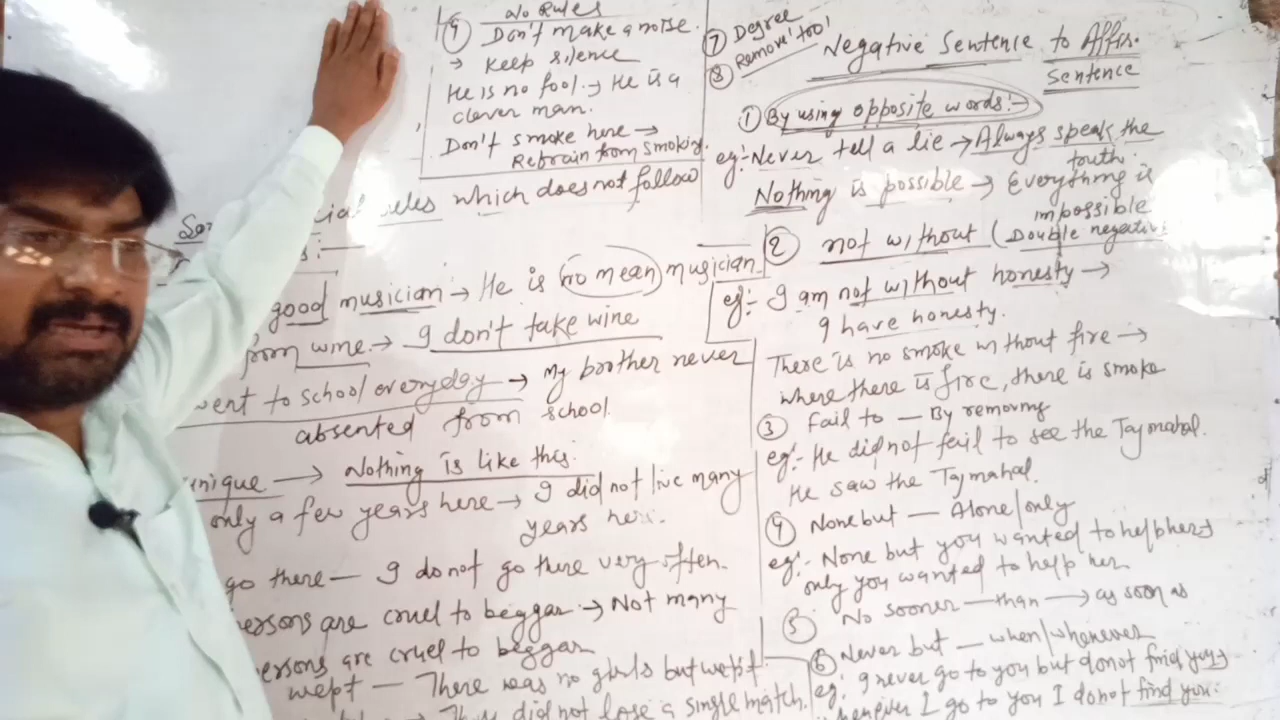 9 No Rules
Don't make a noise.
→ Keep silence
He is no fool. → He is a
clever man.
Don't smoke here →
Refrain from smoking.
rules which does not follow
good musician → He is no mean musician
from wine. → I don't take wine
went to school everyday → My brother never
absented from school.
unique → Nothing is like this.
only a few years here → I did not live many
years here.
go there — I do not go there very often.
persons are cruel to beggar → Not many
persons are cruel to beggar
wept — There was no girls but wept
did not lose a single match.
7 Degree
8 Remove 'too'
Negative Sentence to Affir.
Sentence
① By using opposite words:→
eg:- Never tell a lie → Always speak the
truth.
Nothing is possible → Everything is
impossible
② not without (Double negative
eg:- I am not without honesty →
I have honesty.
There is no smoke without fire →
where there is fire, there is smoke
③ Fail to — By removing
eg:- He did not fail to see the Tajmahal.
He saw the Tajmahal.
④ None but — Alone/only
eg:- None but you wanted to help her →
only you wanted to help her
⑤ No sooner — than → as soon as
⑥ Never but — when/whenever
eg:- I never go to you but donot find you →
whenever I go to you I donot find you.